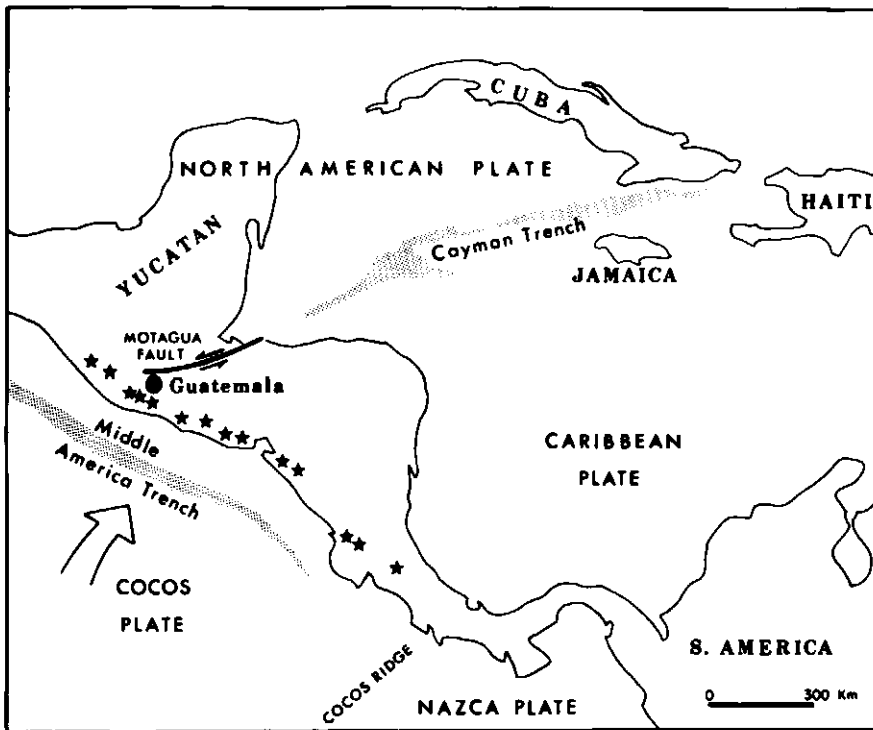 CUBA
NORTH AMERICAN PLATE
HAITI
Cayman Trench
YUCATAN
JAMAICA
MOTAGUA
FAULT
Guatemala
Middle
America Trench
CARIBBEAN
PLATE
COCOS
PLATE
S. AMERICA
COCOS RIDGE
0 300 Km
NAZCA PLATE